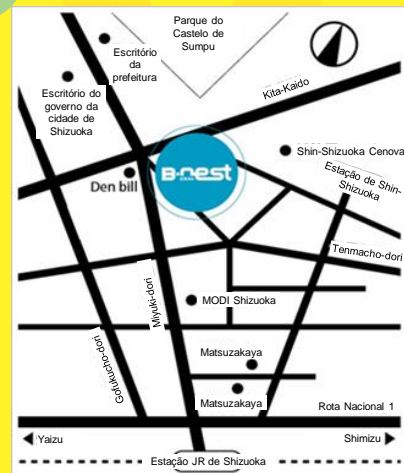 Parque do
Castelo de
Sumpu
Escritório
da
prefeitura
Escritório do
governo da
cidade de
Shizuoka
Kita-Kaido
Shin-Shizuoka Cenova
Estação de Shin-
Shizuoka
B-nest
Den bill
Tenmacho-dori
Miyuki-dori
MODI Shizuoka
Gofukucho-dori
Matsuzakaya
Matsuzakaya
Rota Nacional 1
Yaizu
Shimizu
Estação JR de Shizuoka